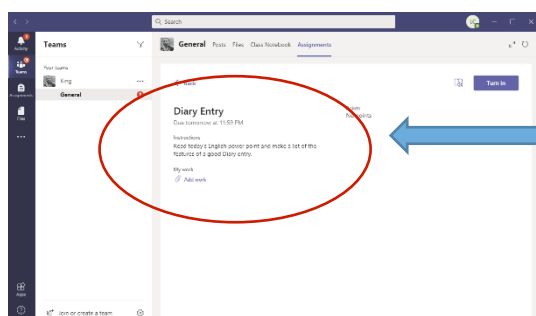 Search
Activity
Teams
Assignments
Files
Teams
Your teams
King
General
General Posts Files Class Notebook Assignments
Back
Turn in
Diary Entry
Due tomorrow at 11:59 PM
Points
No points
Instructions
Read today's English power point and make a list of the
features of a good Diary entry.
My work
Add work
Apps
Join or create a team